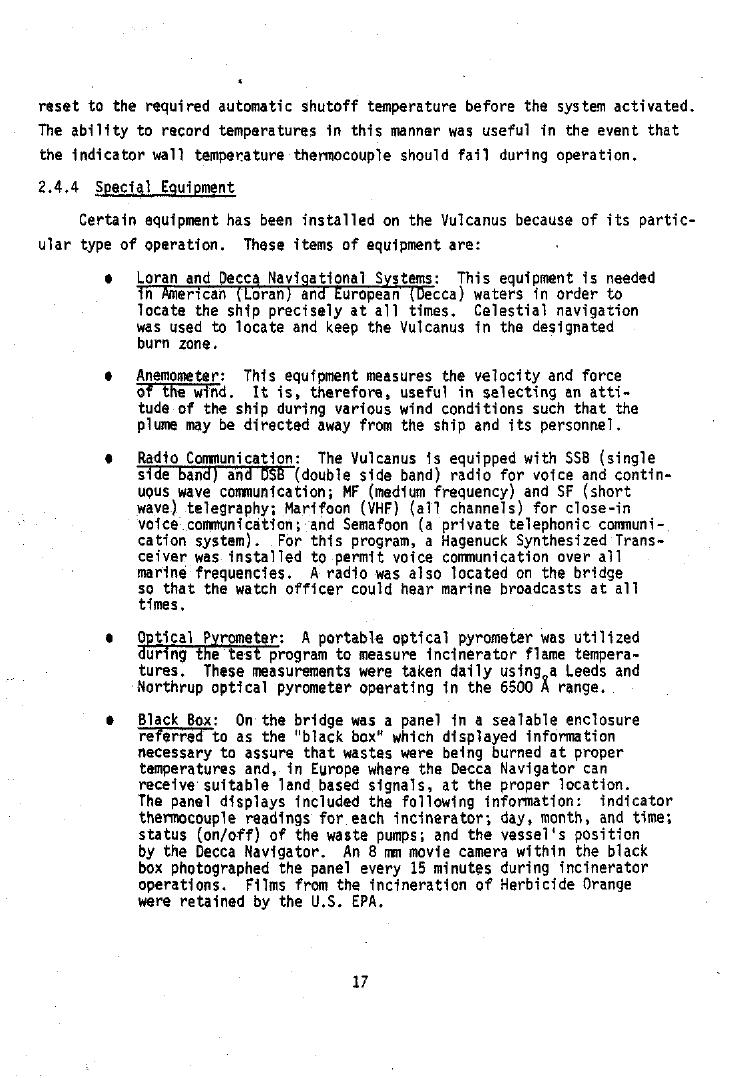 reset to the required automatic shutoff temperature before the system activated.
The ability to record temperatures in this manner was useful in the event that
the indicator wall temperature thermocouple should fail during operation.
2.4.4 Special Equipment
Certain equipment has been installed on the Vulcanus because of its partic-
ular type of operation. These items of equipment are:
• Loran and Decca Navigational Systems: This equipment is needed
in American (Loran) and European (Decca) waters in order to
locate the ship precisely at all times. Celestial navigation
was used to locate and keep the Vulcanus in the designated
burn zone.
• Anemometer: This equipment measures the velocity and force
of the wind. It is, therefore, useful in selecting an atti-
tude of the ship during various wind conditions such that the
plume may be directed away from the ship and its personnel.
• Radio Communication: The Vulcanus is equipped with SSB (single
side band) and DSB (double side band) radio for voice and contin-
uous wave communication; MF (medium frequency) and SF (short
wave) telegraphy; Marifoon (VHF) (all channels) for close-in
voice communication; and Semafoon (a private telephonic communi-
cation system). For this program, a Hagenuck Synthesized Trans-
ceiver was installed to permit voice communication over all
marine frequencies. A radio was also located on the bridge
so that the watch officer could hear marine broadcasts at all
times.
• Optical Pyrometer: A portable optical pyrometer was utilized
during the test program to measure incinerator flame tempera-
tures. These measurements were taken daily using a Leeds and
Northrup optical pyrometer operating in the 6500 Å range.
• Black Box: On the bridge was a panel in a sealable enclosure
referred to as the "black box" which displayed information
necessary to assure that wastes were being burned at proper
temperatures and, in Europe where the Decca Navigator can
receive suitable land based signals, at the proper location.
The panel displays included the following information: indicator
thermocouple readings for each incinerator; day, month, and time;
status (on/off) of the waste pumps; and the vessel's position
by the Decca Navigator. An 8 mm movie camera within the black
box photographed the panel every 15 minutes during incinerator
operations. Films from the incineration of Herbicide Orange
were retained by the U.S. EPA.
17